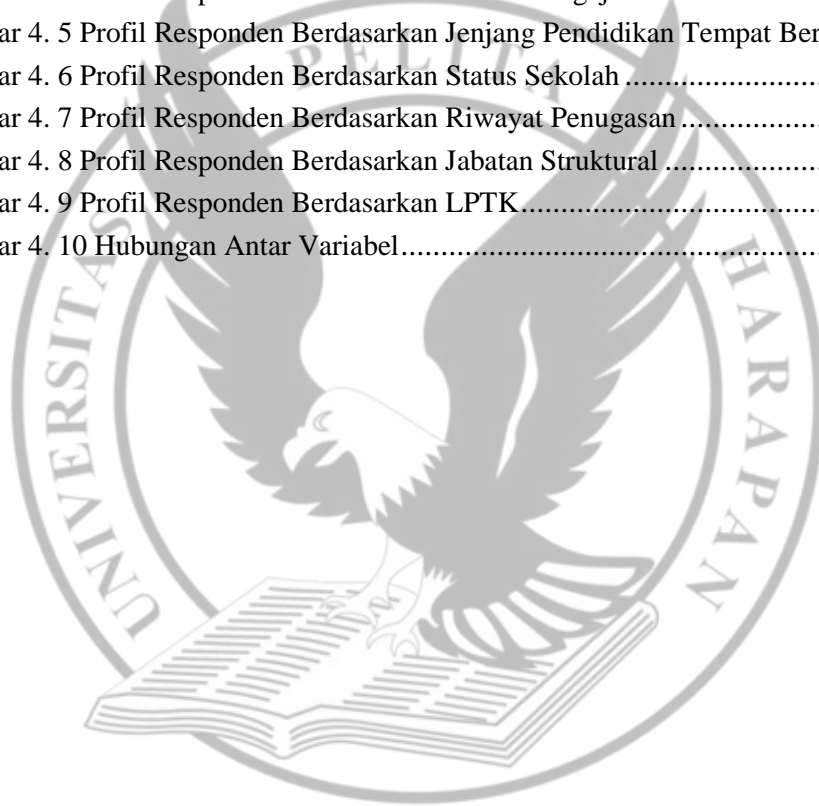 ar 4. 5 Profil Responden Berdasarkan Jenjang Pendidikan Tempat Ber
ar 4. 6 Profil Responden Berdasarkan Status Sekolah ....................
ar 4. 7 Profil Responden Berdasarkan Riwayat Penugasan ....................
ar 4. 8 Profil Responden Berdasarkan Jabatan Struktural ....................
ar 4. 9 Profil Responden Berdasarkan LPTK....................
ar 4. 10 Hubungan Antar Variabel....................
UNIVERSITAS PELITA HARAPAN